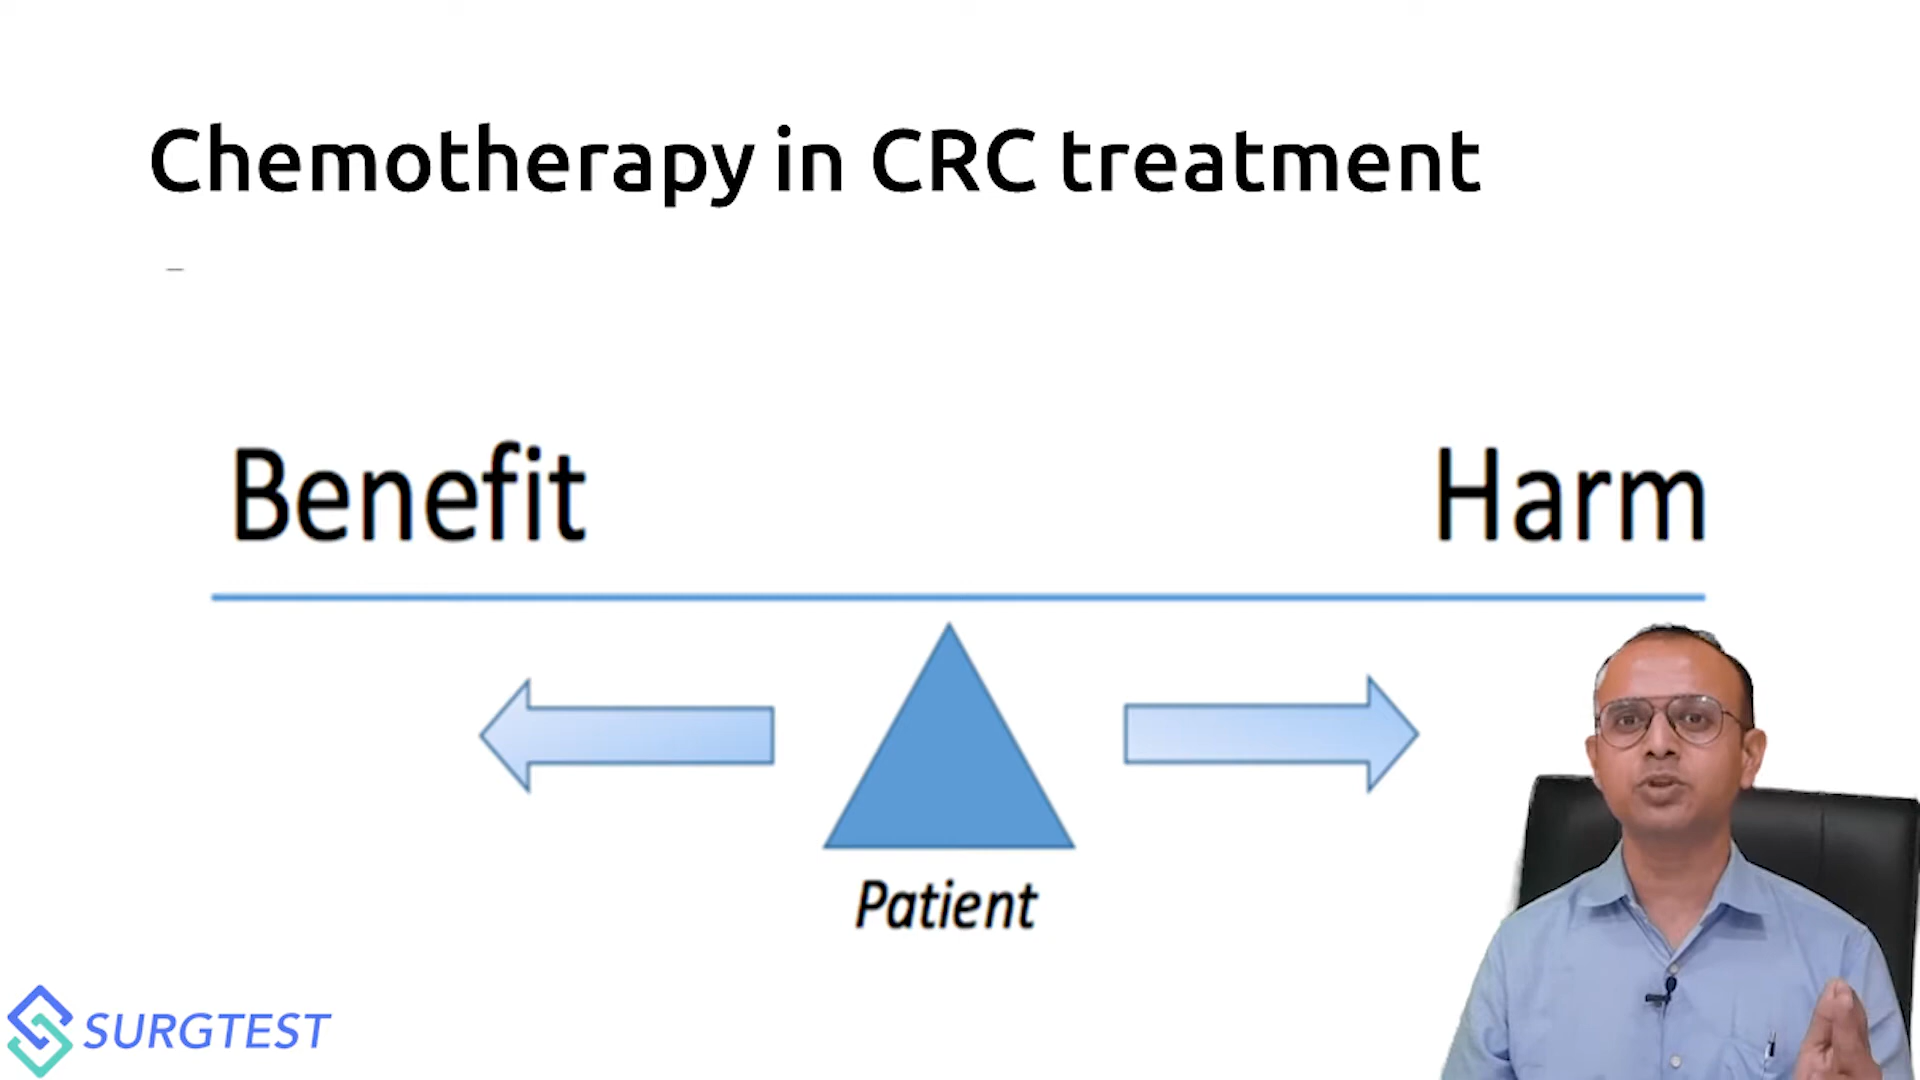 Chemotherapy in CRC treatment
–
Benefit
Harm
Patient
SURGTEST